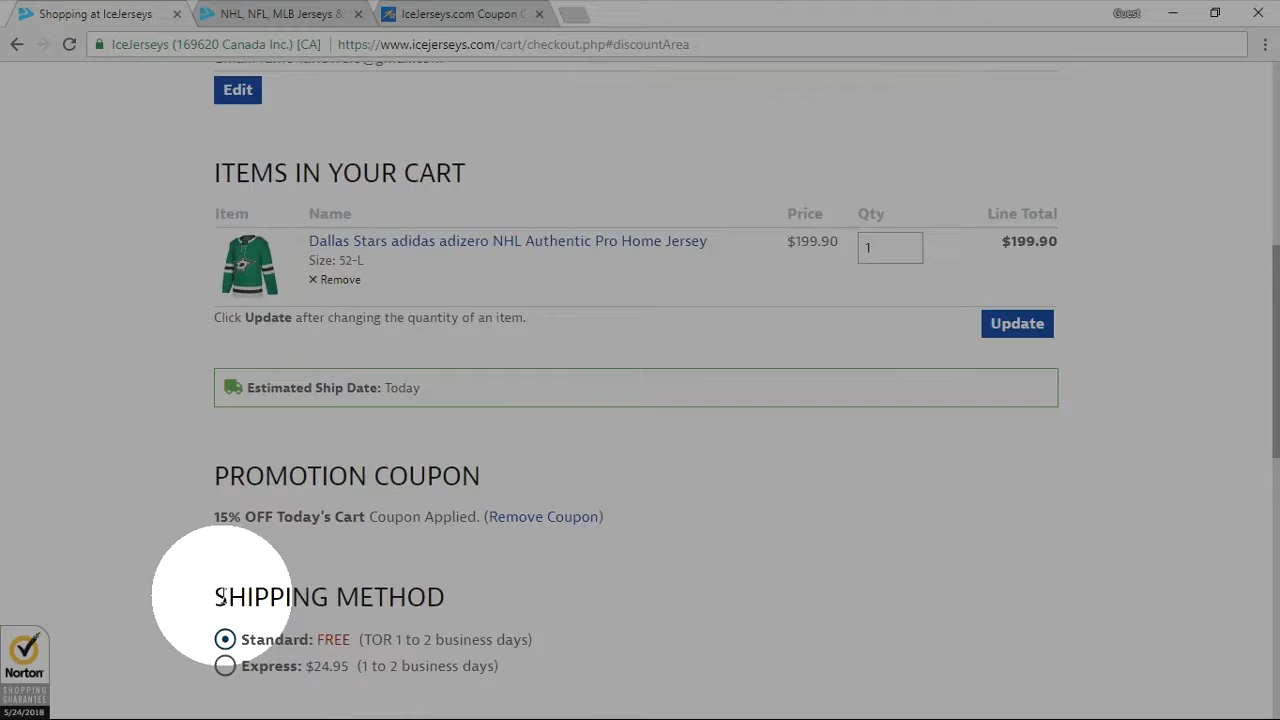 Shopping at IceJerseys
NHL, NFL, MLB Jerseys &
IceJerseys.com Coupon C
Guest
IceJerseys (169620 Canada Inc.) [CA]
https://www.icejerseys.com/cart/checkout.php#discountArea
Edit
ITEMS IN YOUR CART
Item Name Price Qty Line Total
Dallas Stars adidas adizero NHL Authentic Pro Home Jersey $199.90 1 $199.90
Size: 52-L
Remove
Click Update after changing the quantity of an item.
Update
Estimated Ship Date: Today
PROMOTION COUPON
15% OFF Today's Cart Coupon Applied. (Remove Coupon)
SHIPPING METHOD
Standard: FREE (TOR 1 to 2 business days)
Express: $24.95 (1 to 2 business days)
Norton
SHOPPING
GUARANTEE
5/24/2018